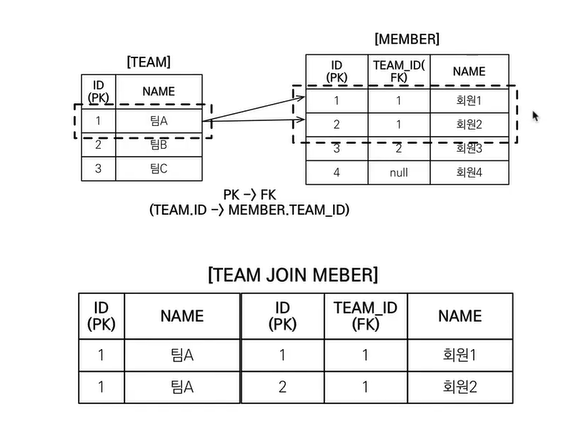 [TEAM]
ID
(PK)
NAME
1 팀A
2 팀B
3 팀C
[MEMBER]
ID
(PK)
TEAM_ID(
FK)
NAME
1 1 회원1
2 1 회원2
3 2 회원3
4 null 회원4
PK -> FK
(TEAM.ID -> MEMBER.TEAM_ID)
[TEAM JOIN MEBER]
ID
(PK)
NAME
ID
(PK)
TEAM_ID
(FK)
NAME
1 팀A 1 1 회원1
1 팀A 2 1 회원2